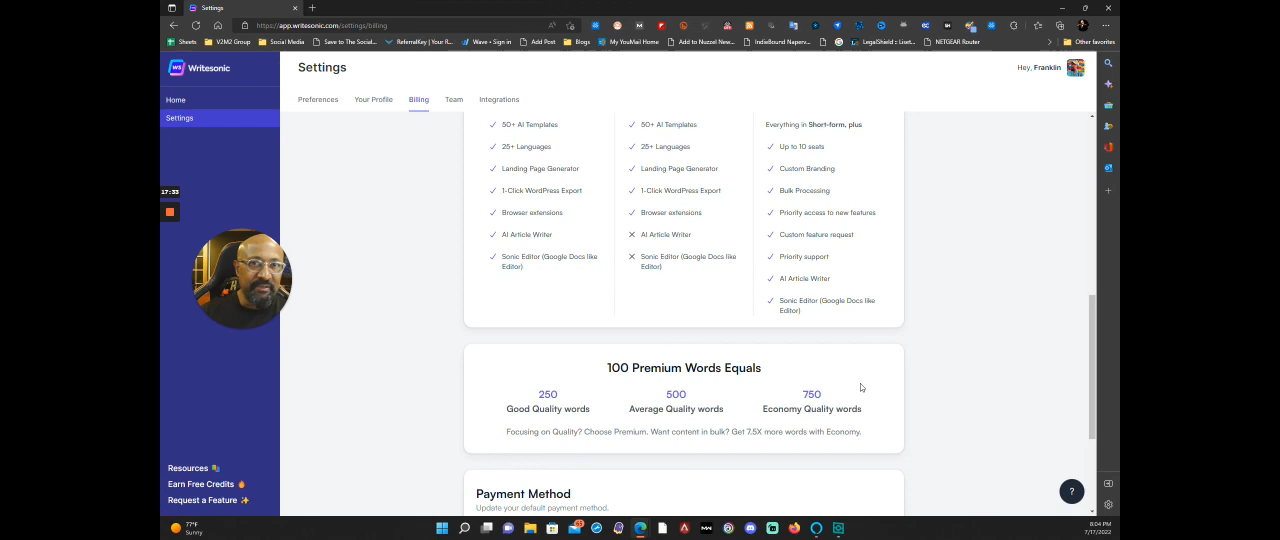 Settings
https://app.writesonic.com/settings/billing
Sheets
V2M2 Group
Social Media
Save to The Social...
ReferralKey | Your R...
Wave • Sign in
Add Post
Blogs
My YouMail Home
Add to Nuzzel New...
IndieBound Napery...
LegalShield :: Liset...
NETGEAR Router
Other favorites
WS
Writesonic
Settings
Hey, Franklin
Home
Settings
Preferences
Your Profile
Billing
Team
Integrations
50+ AI Templates
25+ Languages
Landing Page Generator
1-Click WordPress Export
Browser extensions
AI Article Writer
Sonic Editor (Google Docs like
Editor)
50+ AI Templates
25+ Languages
Landing Page Generator
1-Click WordPress Export
Browser extensions
AI Article Writer
Sonic Editor (Google Docs like
Editor)
Everything in Short-form, plus
Up to 10 seats
Custom Branding
Bulk Processing
Priority access to new features
Custom feature request
Priority support
AI Article Writer
Sonic Editor (Google Docs like
Editor)
17:33
100 Premium Words Equals
250
Good Quality words
500
Average Quality words
750
Economy Quality words
Focusing on Quality? Choose Premium. Want content in bulk? Get 7.5X more words with Economy.
Payment Method
Update your default payment method.
Resources
Earn Free Credits
Request a Feature
?
77°F
Sunny
8:04 PM
7/17/2022